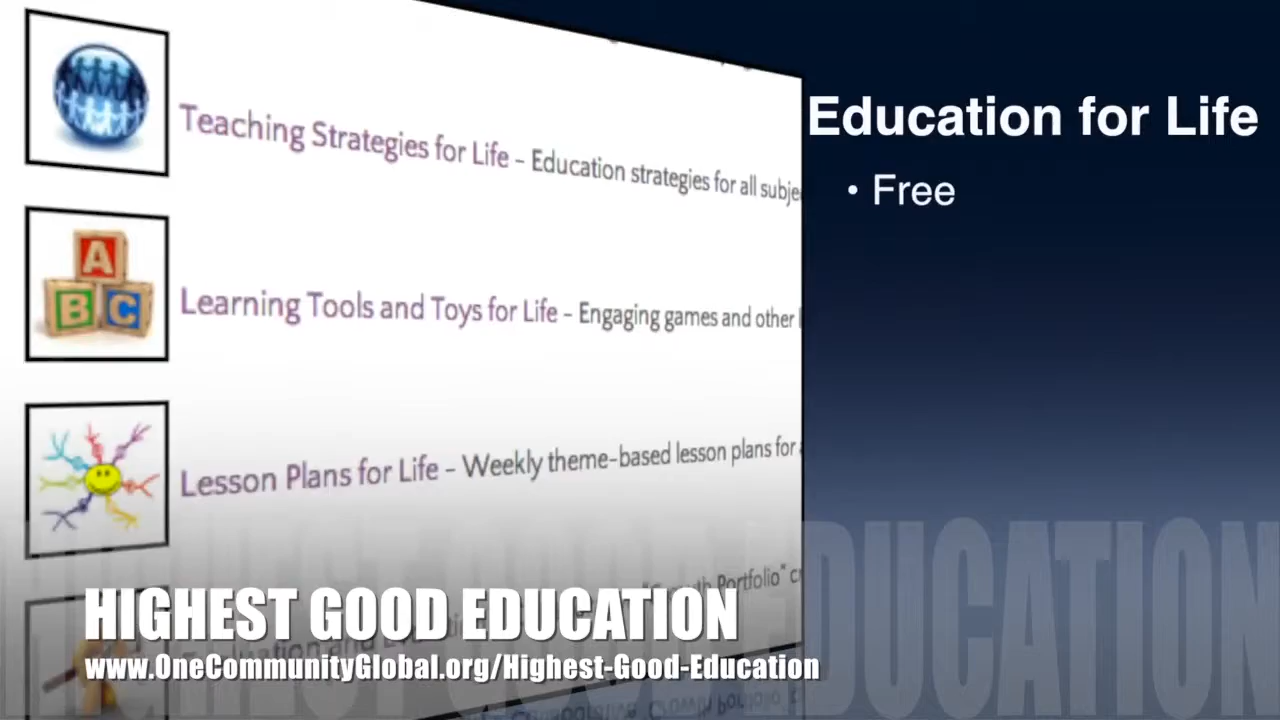 Teaching Strategies for Life – Education strategies for all subje
Education for Life
• Free
A
B C
Learning Tools and Toys for Life – Engaging games and other
Lesson Plans for Life – Weekly theme-based lesson plans for
Portfolio"
HIGHEST GOOD EDUCATION
www.OneCommunityGlobal.org/Highest-Good-Education
EDUCATION